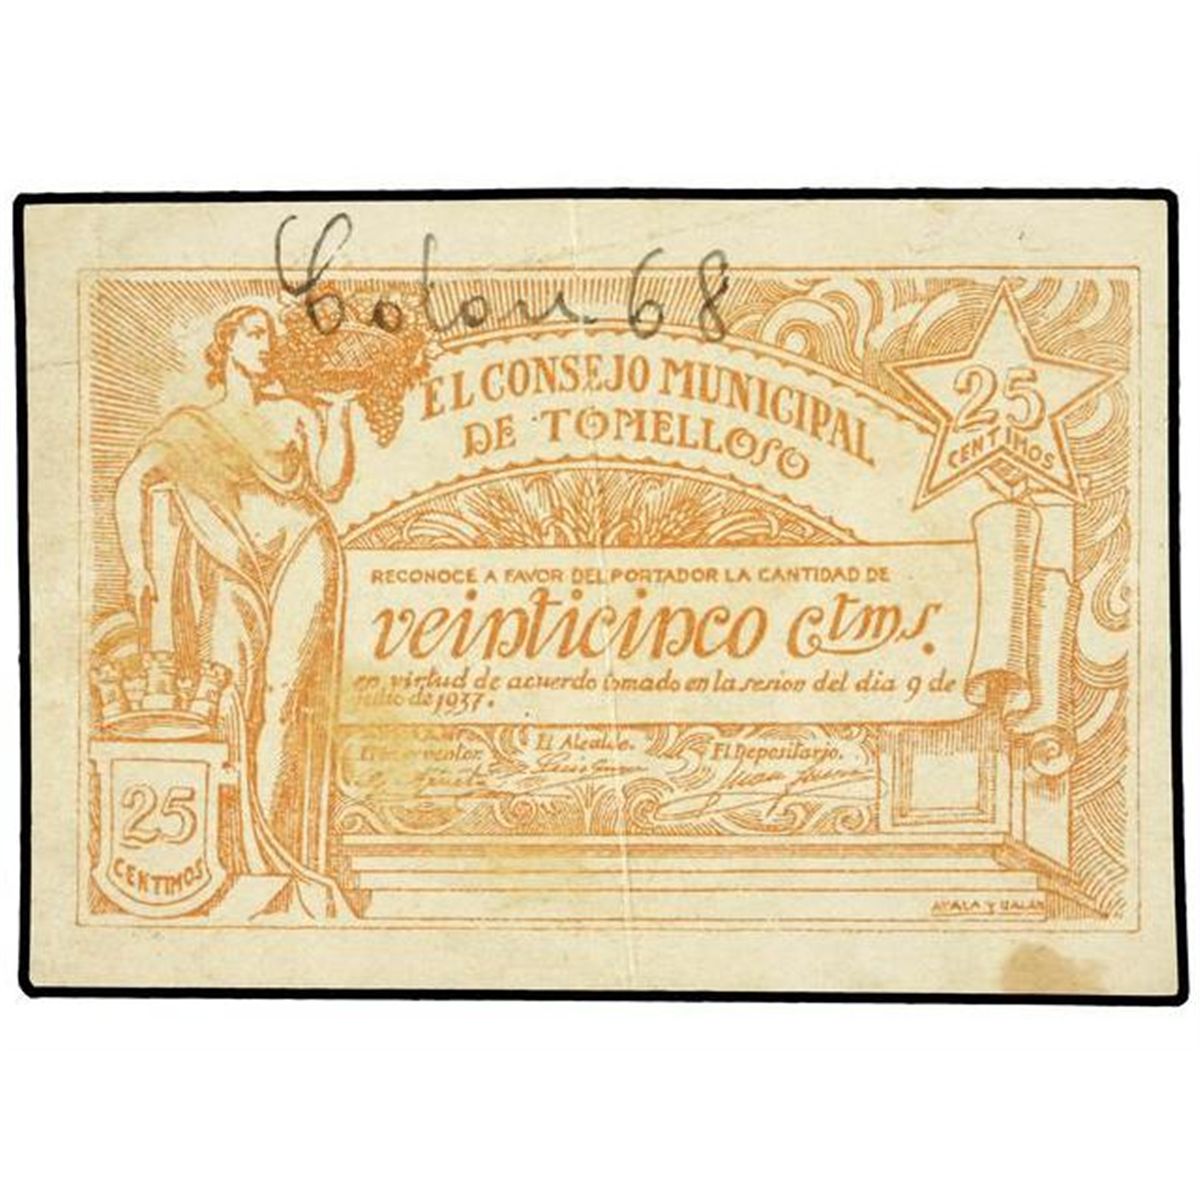 Colon 68
EL CONSEJO MUNICIPAL
DE TOMELLOSO
25
CENTIMOS
RECONOCE A FAVOR DEL PORTADOR LA CANTIDAD DE
veinticinco ctms.
en virtud de acuerdo tomado en la sesion del dia 9 de
de 1937.
El Alcalde.
El Depositario.
25
CENTIMOS
AYALA Y GALAN